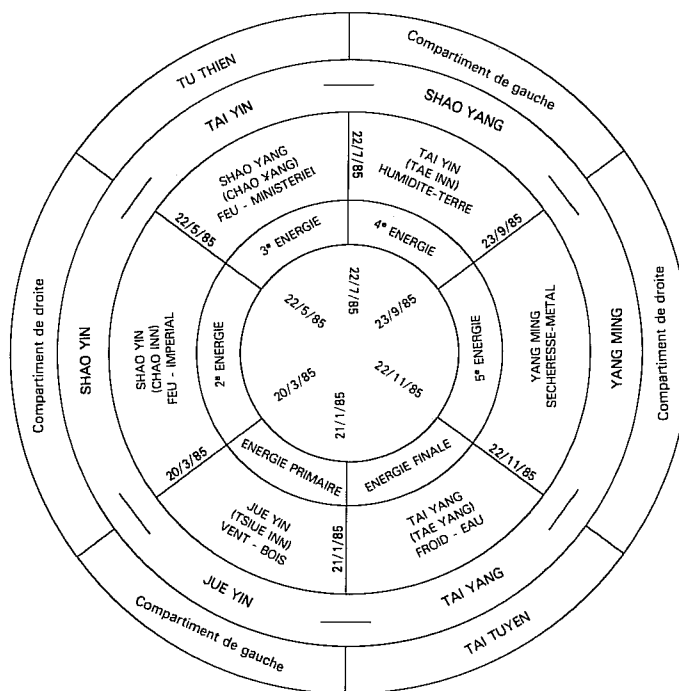 TU THIEN
Compartiment de gauche
Compartiment de droite
TAI TUYEN
Compartiment de gauche
Compartiment de droite
TAI YIN
SHAO YANG
YANG MING
TAI YANG
JUE YIN
SHAO YIN
SHAO YANG
(CHAO YANG)
FEU - MINISTERIEL
22/7/85
TAI YIN
(TAE INN)
HUMIDITE-TERRE
23/9/85
YANG MING
SECHERESSE-METAL
22/11/85
TAI YANG
(TAE YANG)
FROID - EAU
21/1/85
JUE YIN
(TSIUE INN)
VENT - BOIS
20/3/85
SHAO YIN
(CHAO INN)
FEU - IMPERIAL
22/5/85
3e ENERGIE
4e ENERGIE
5e ENERGIE
ENERGIE FINALE
ENERGIE PRIMAIRE
2e ENERGIE
22/7/85
23/9/85
22/11/85
21/1/85
20/3/85
22/5/85